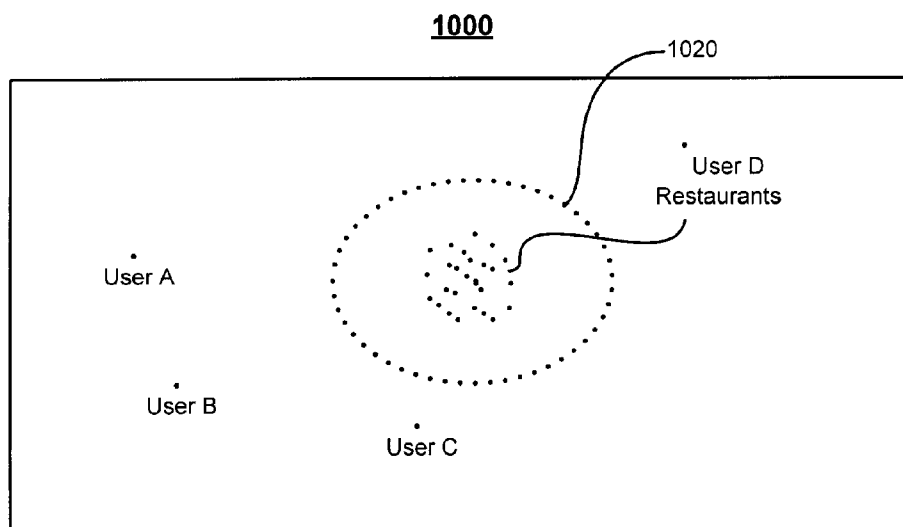 1000
1020
User D
Restaurants
User A
User B
User C